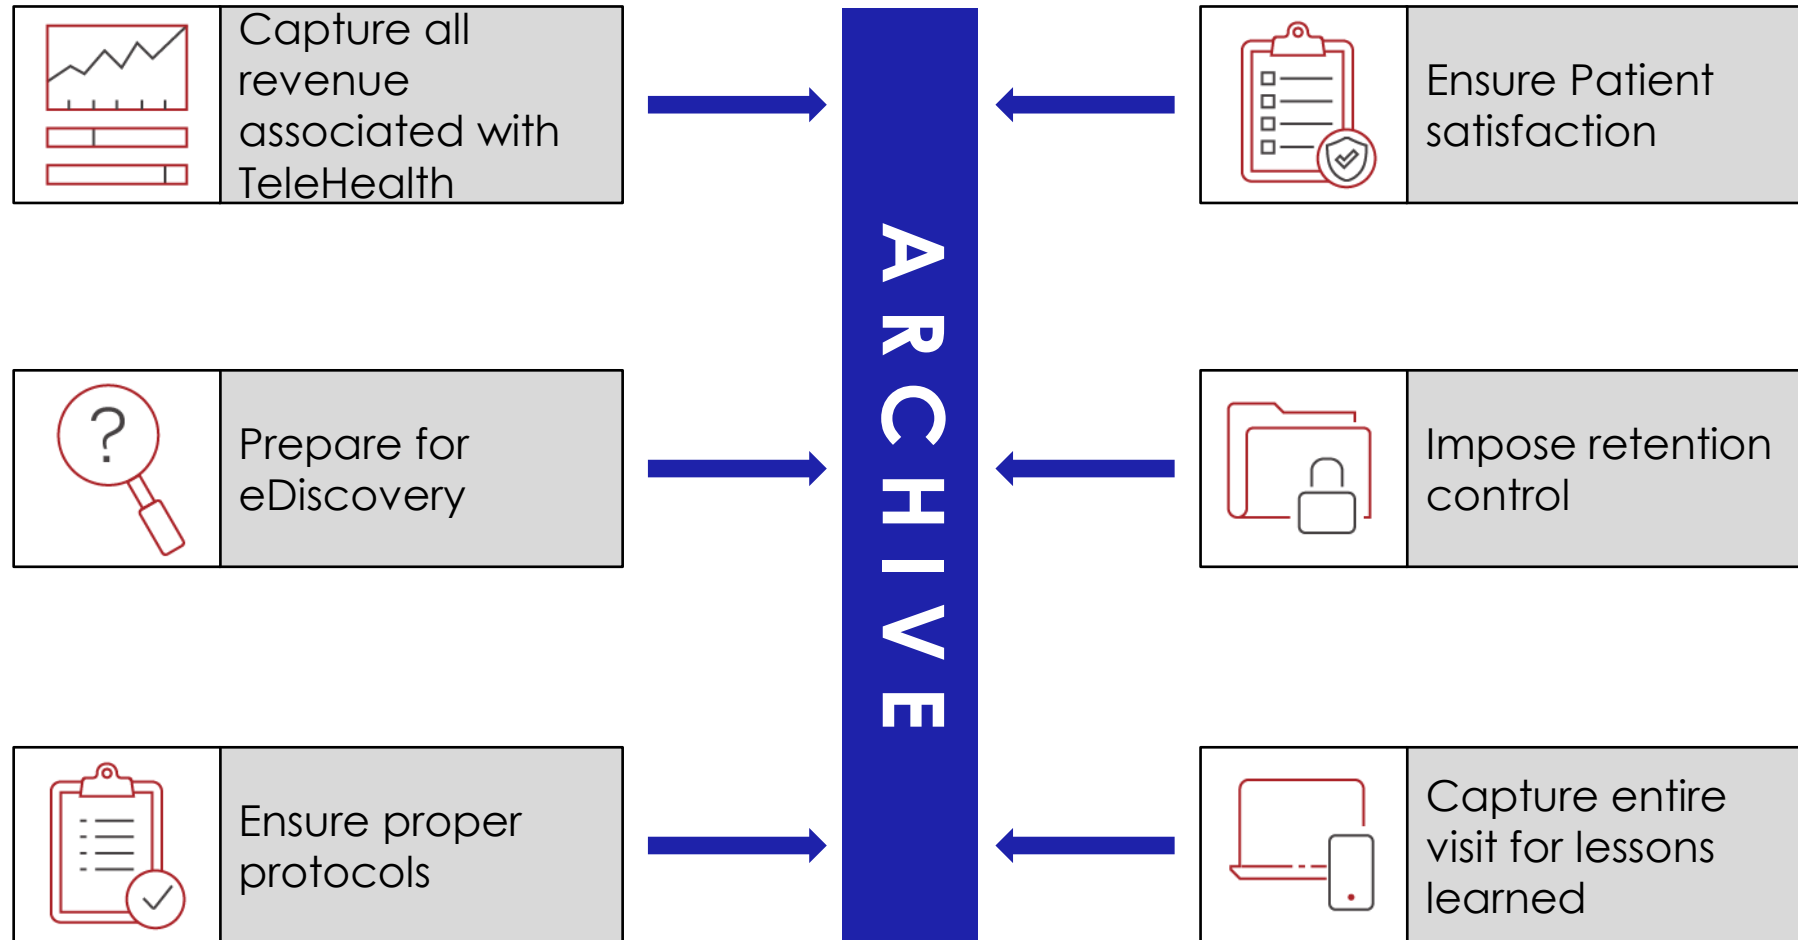 Capture all
revenue
associated with
TeleHealth
Prepare for
eDiscovery
?
Ensure proper
protocols
ARCHIVE
Ensure Patient
satisfaction
Impose retention
control
Capture entire
visit for lessons
learned